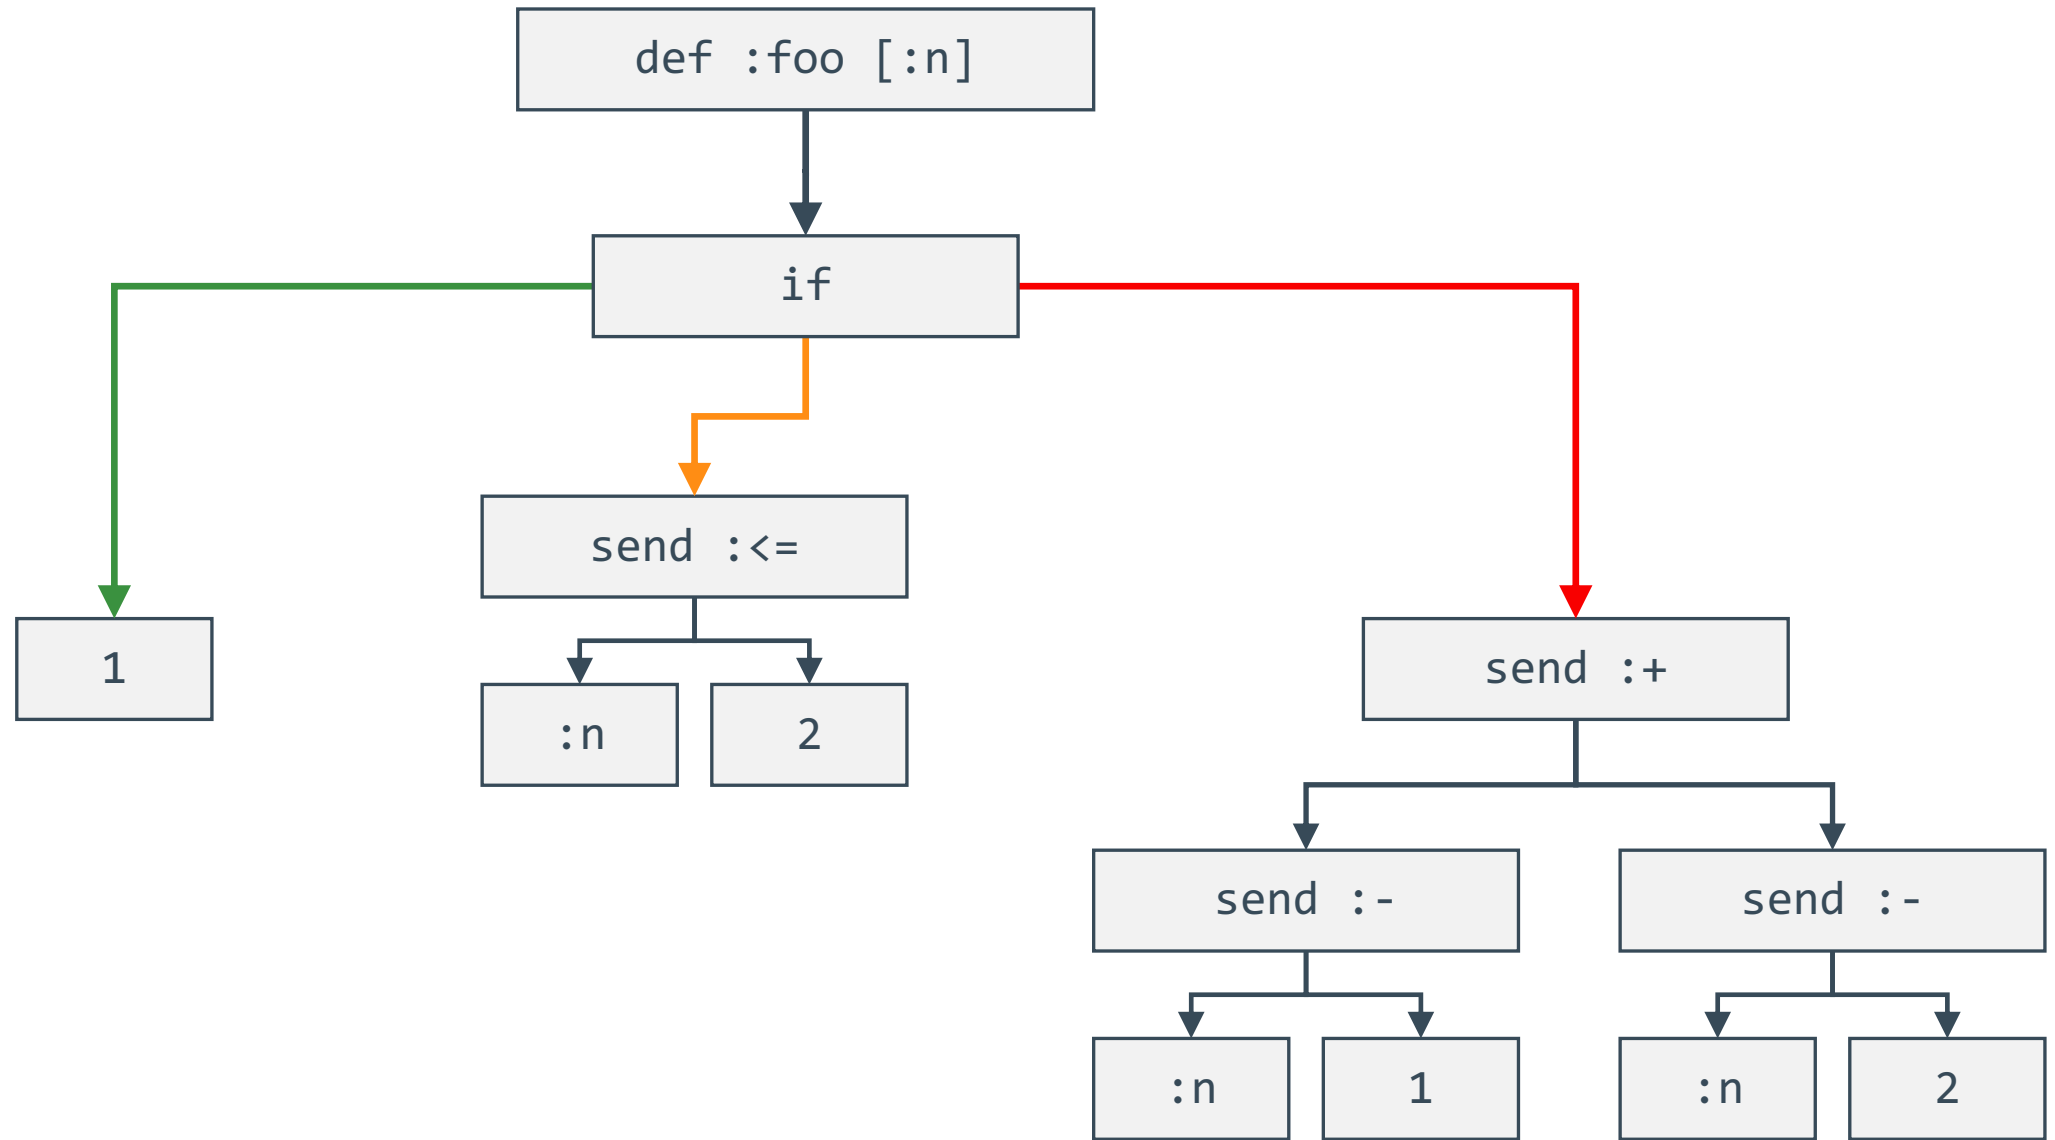 def :foo [:n]
if
send :<=
1
send :+
:n
2
send :-
send :-
:n
1
:n
2